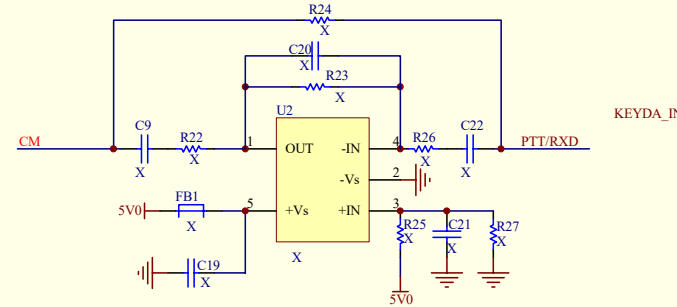 R24
X
C20
X
R23
X
U2
KEYDA_IN
C9
X
R22
X
1
OUT
-IN
4
R26
X
C22
X
CM
PTT/RXD
-Vs
2
FB1
X
5V0
5
+Vs
+IN
3
R25
X
C21
X
R27
X
C19
X
X
5V0